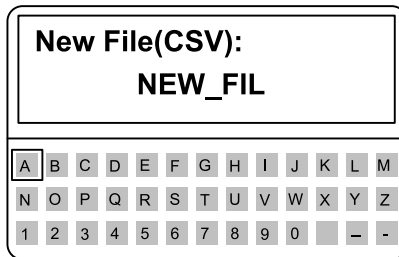 New File(CSV):
NEW_FIL
A B C D E F G H I J K L M
N O P Q R S T U V W X Y Z
1 2 3 4 5 6 7 8 9 0 – -